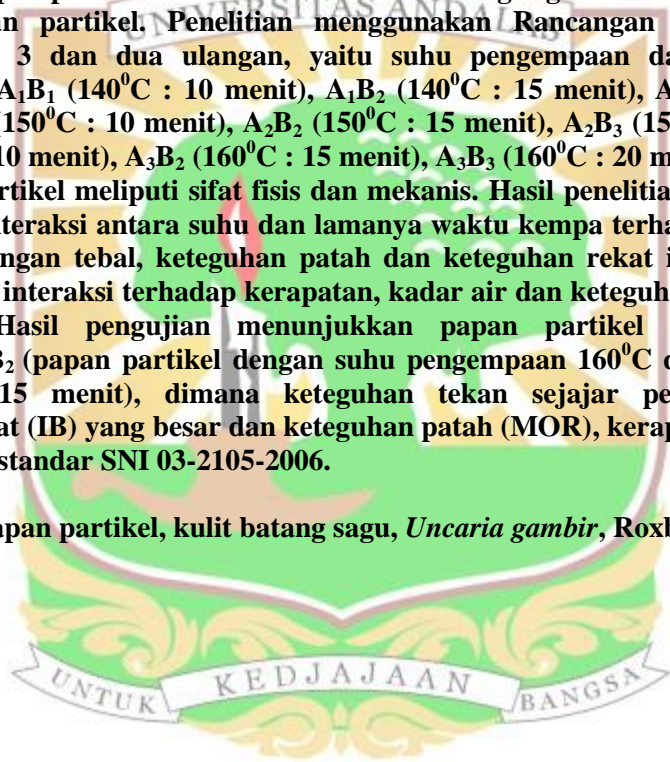 an partikel. Penelitian menggunakan Rancangan
UNIVERSITAS ANDALAS
3 dan dua ulangan, yaitu suhu pengempaan da
A₁B₁ (140⁰C : 10 menit), A₁B₂ (140⁰C : 15 menit), A
(150⁰C : 10 menit), A₂B₂ (150⁰C : 15 menit), A₂B₃ (15
10 menit), A₃B₂ (160⁰C : 15 menit), A₃B₃ (160⁰C : 20 m
rtikel meliputi sifat fisis dan mekanis. Hasil penelitia
nteraksi antara suhu dan lamanya waktu kempa terha
ngan tebal, keteguhan patah dan keteguhan rekat i
interaksi terhadap kerapatan, kadar air dan keteguh
Hasil pengujian menunjukkan papan partikel
B₂ (papan partikel dengan suhu pengempaan 160⁰C d
15 menit), dimana keteguhan tekan sejajar pe
at (IB) yang besar dan keteguhan patah (MOR), kerap
standar SNI 03-2105-2006.
apan partikel, kulit batang sagu, Uncaria gambir, Roxb
UNTUK KEDJAJAAN BANGSA